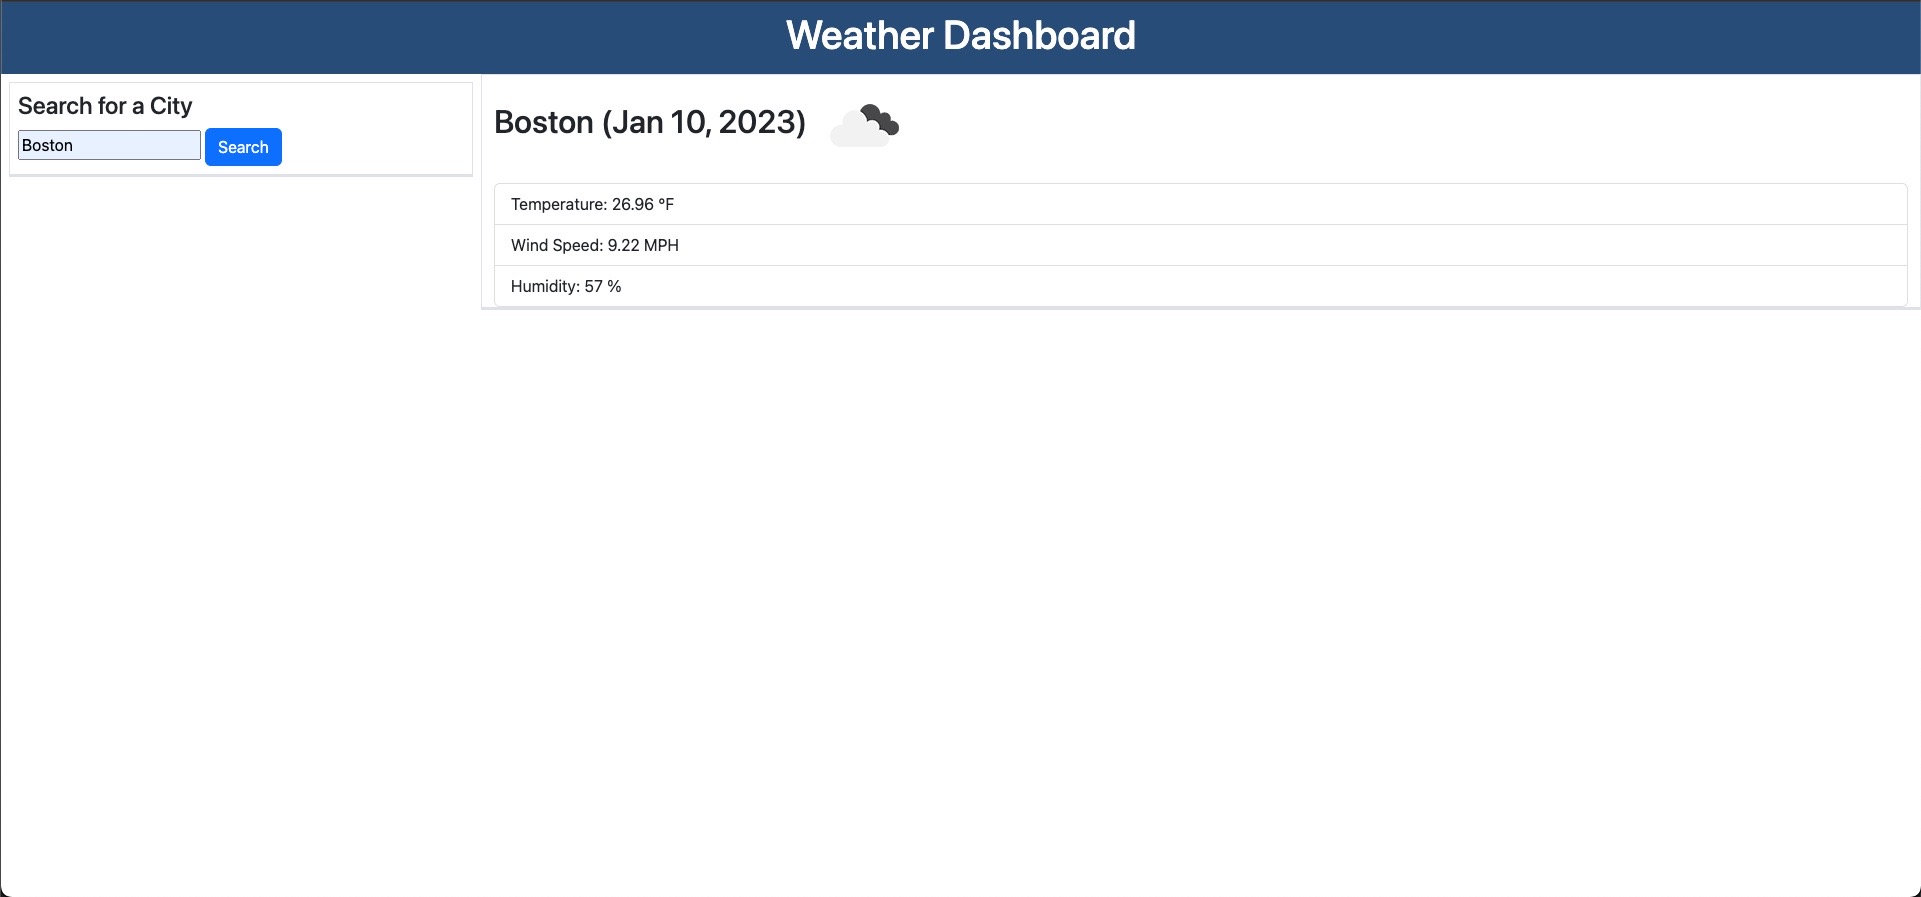 Weather Dashboard
Search for a City
Boston
Search
Boston (Jan 10, 2023)
Temperature: 26.96 °F
Wind Speed: 9.22 MPH
Humidity: 57 %